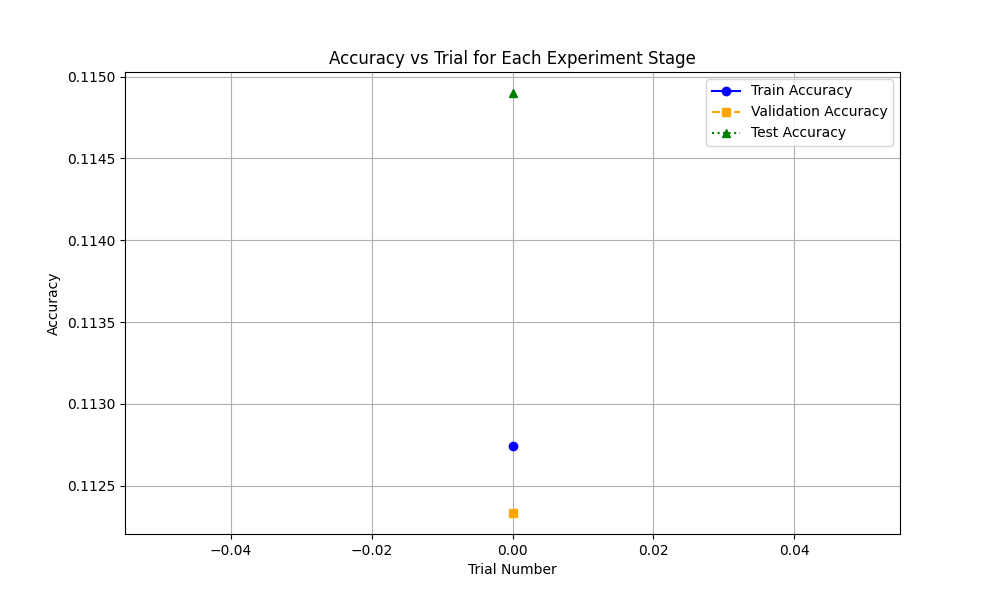 Accuracy vs Trial for Each Experiment Stage
0.1150
0.1145
0.1140
0.1135
0.1130
0.1125
Accuracy
Train Accuracy
Validation Accuracy
Test Accuracy
−0.04
−0.02
0.00
0.02
0.04
Trial Number